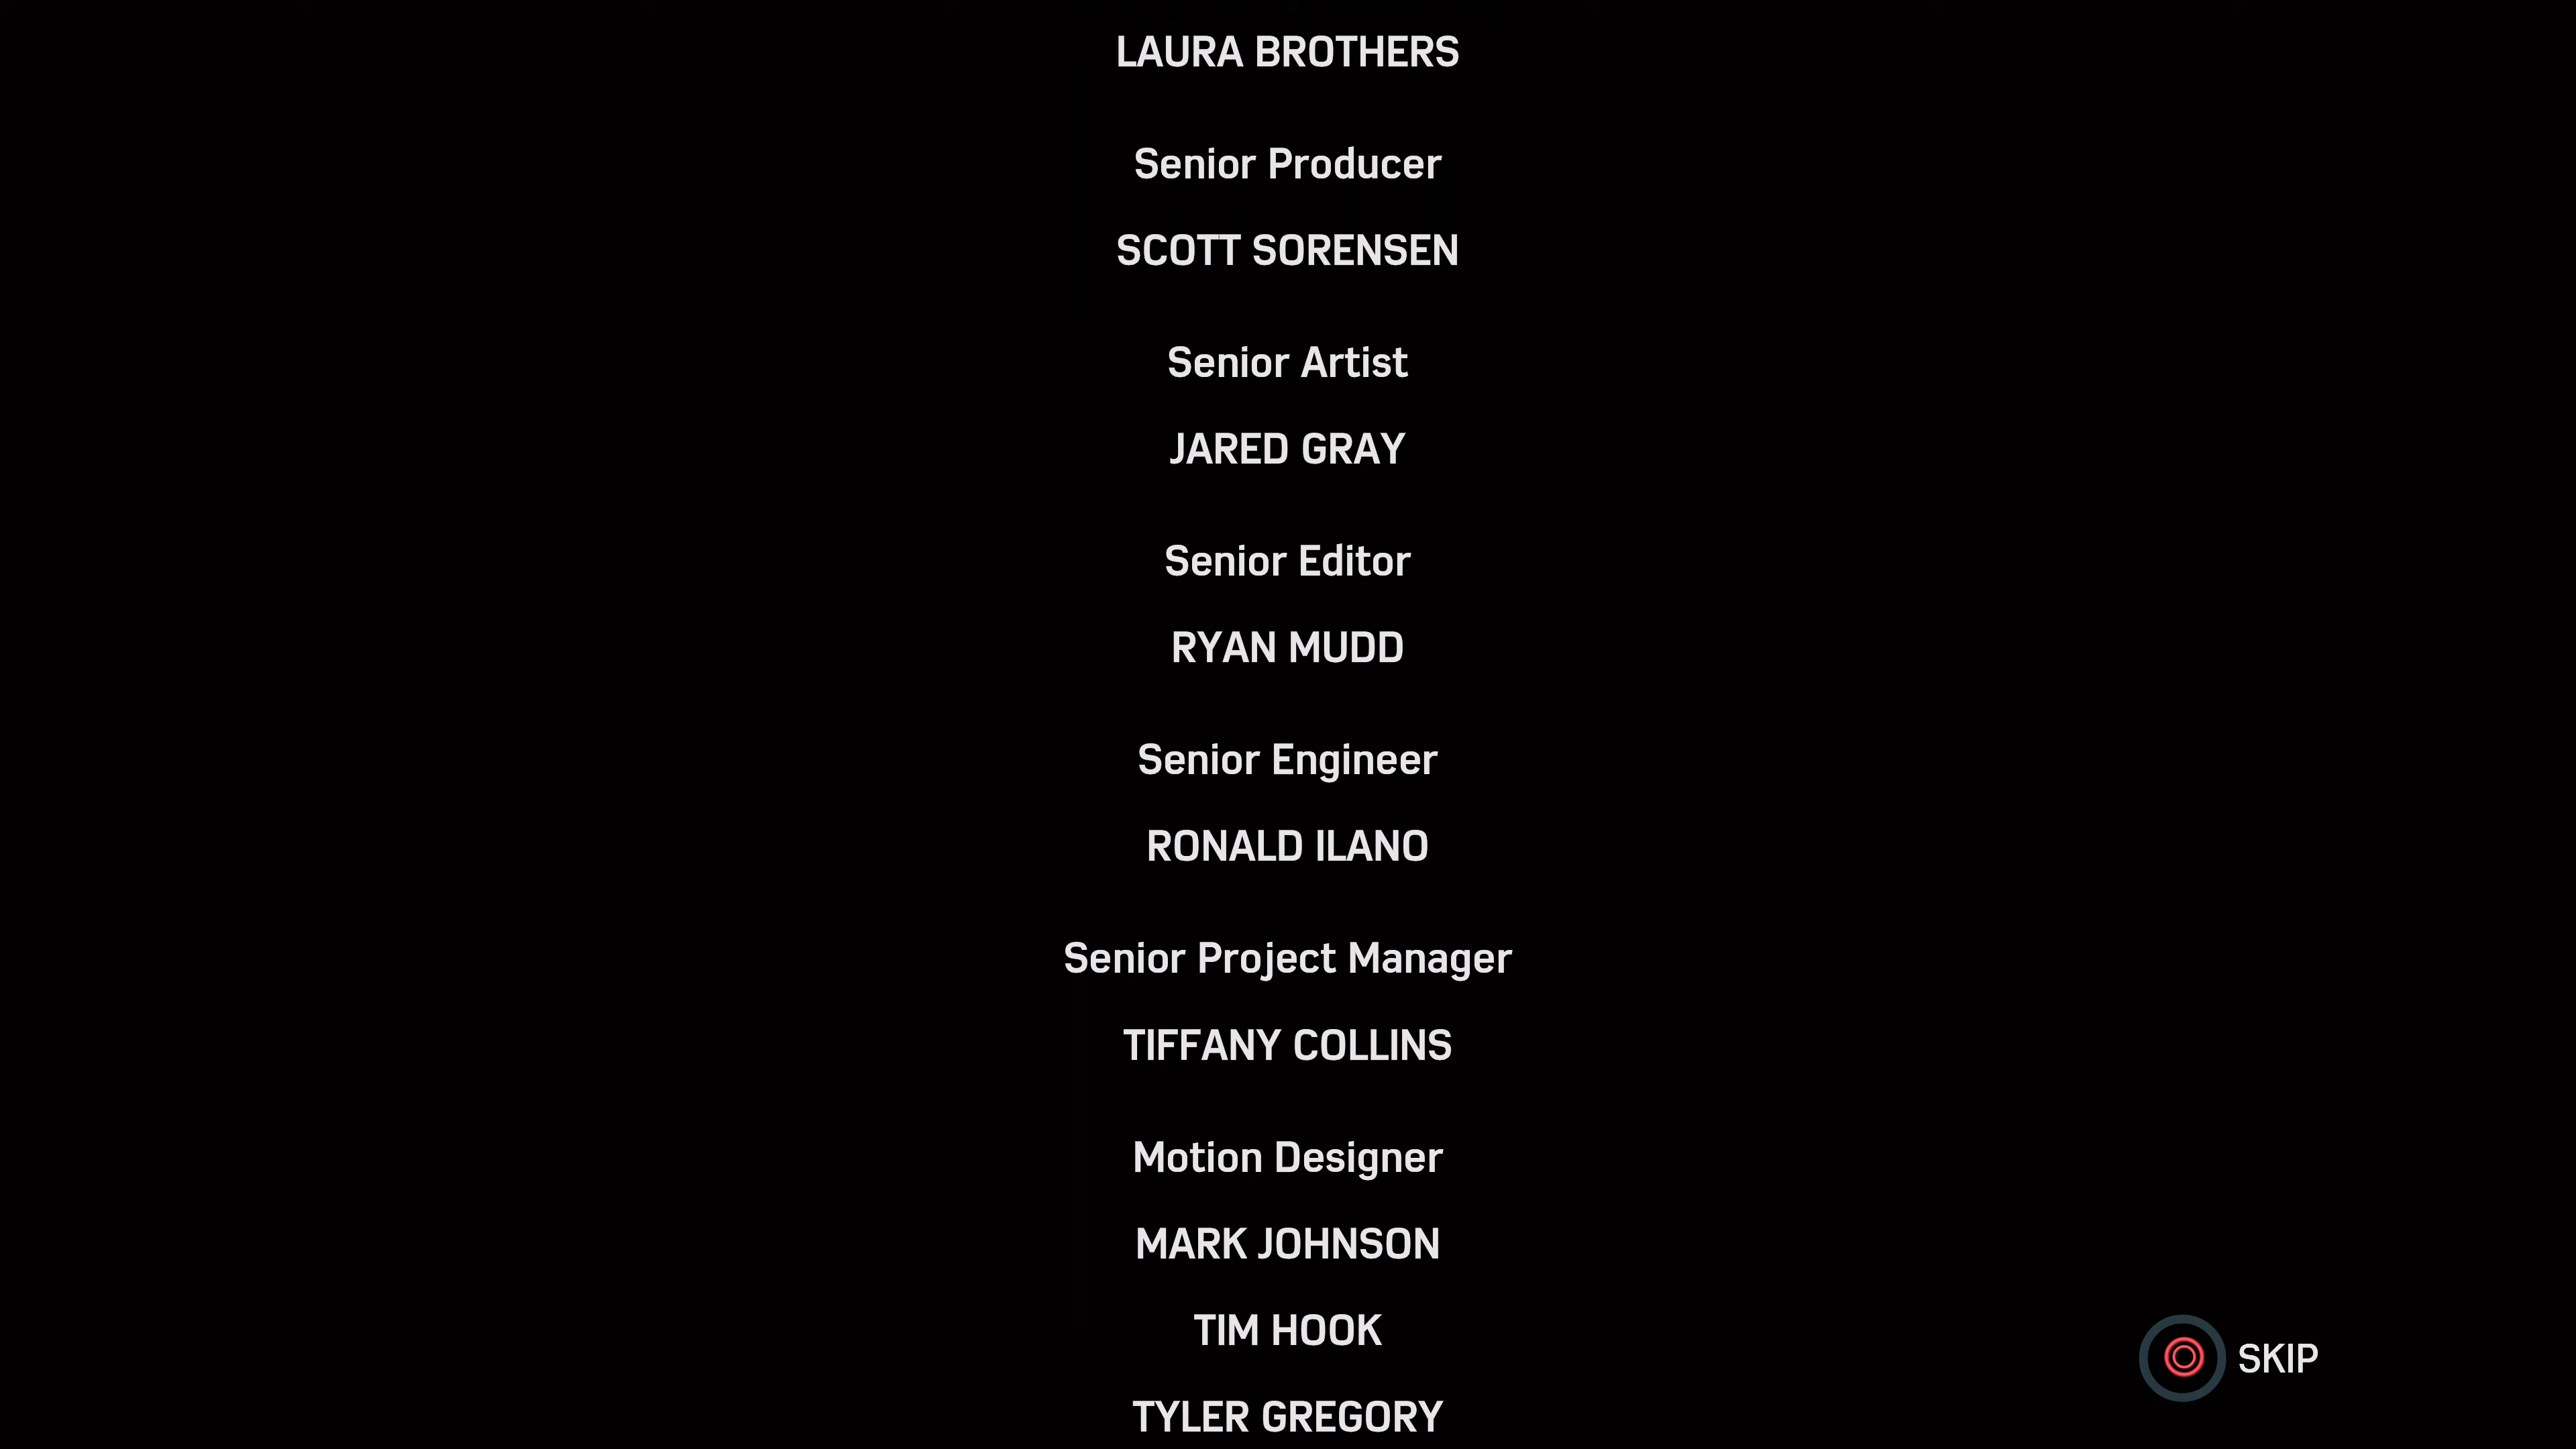 LAURA BROTHERS
Senior Producer
SCOTT SORENSEN
Senior Artist
JARED GRAY
Senior Editor
RYAN MUDD
Senior Engineer
RONALD ILANO
Senior Project Manager
TIFFANY COLLINS
Motion Designer
MARK JOHNSON
TIM HOOK
SKIP
TYLER GREGORY